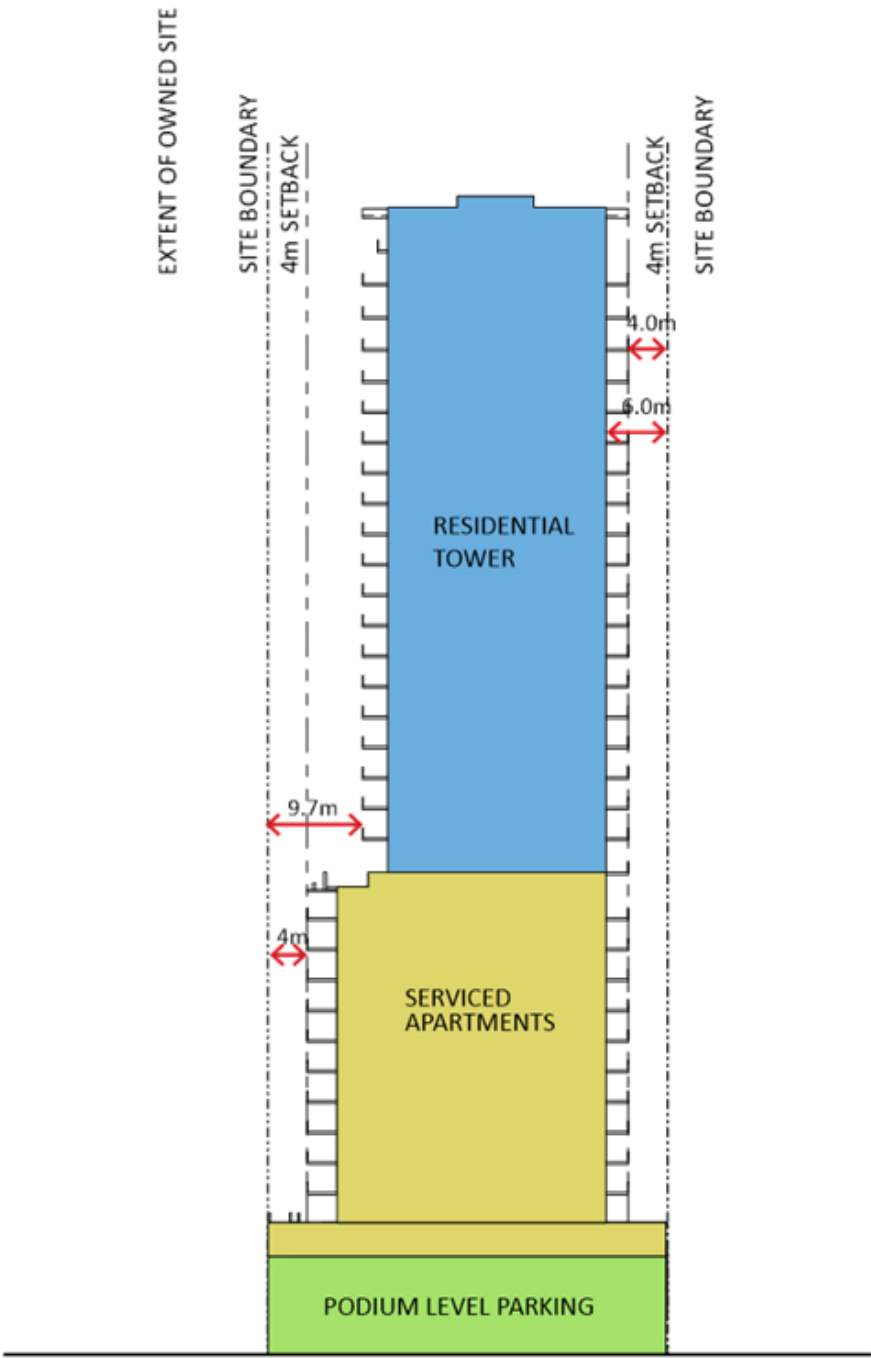 EXTENT OF OWNED SITE
SITE BOUNDARY
4m SETBACK
4m SETBACK
SITE BOUNDARY
4.0m
6.0m
RESIDENTIAL
TOWER
9.7m
4m
SERVICED
APARTMENTS
PODIUM LEVEL PARKING